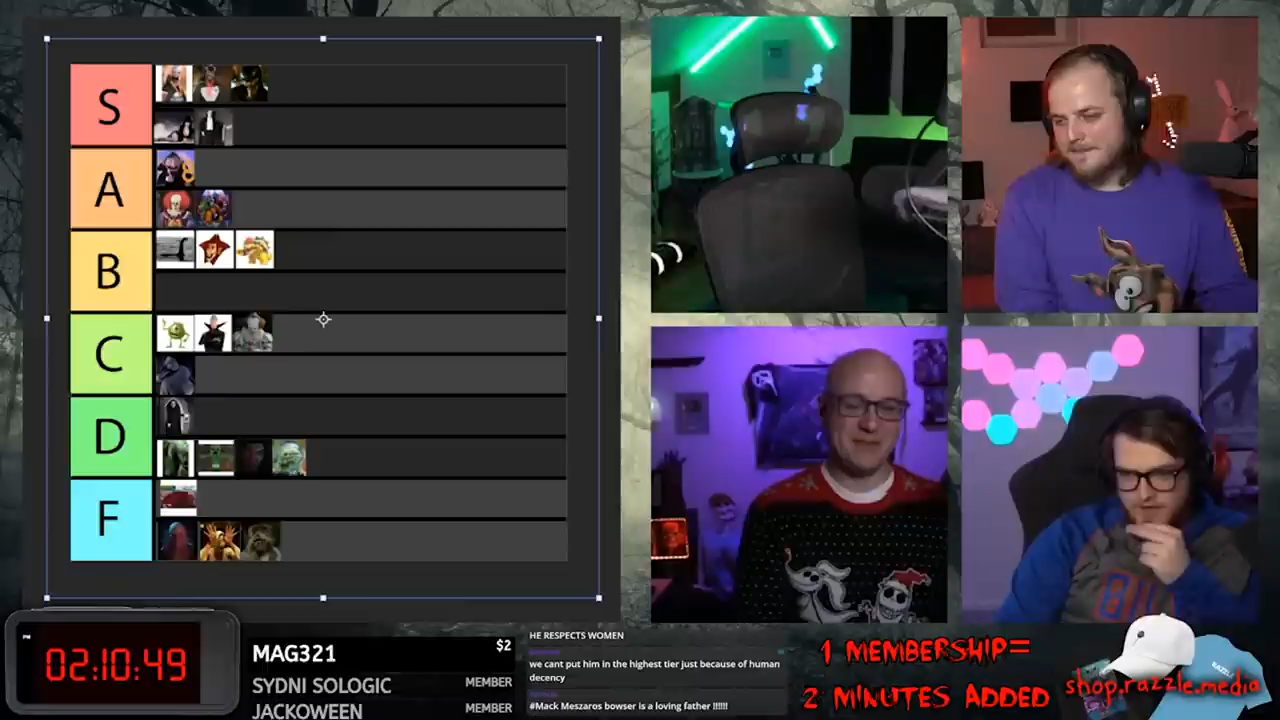 S
A
B
C
D
F
PM
02:10:49
MAG321
$2
SYDNI SOLOGIC
MEMBER
JACKOWEEN
MEMBER
HE RESPECTS WOMEN
we cant put him in the highest tier just because of human
decency
#Mack Meszaros bowser is a loving father !!!!!!
1 MEMBERSHIP=
2 MINUTES ADDED
shop.razzle.media